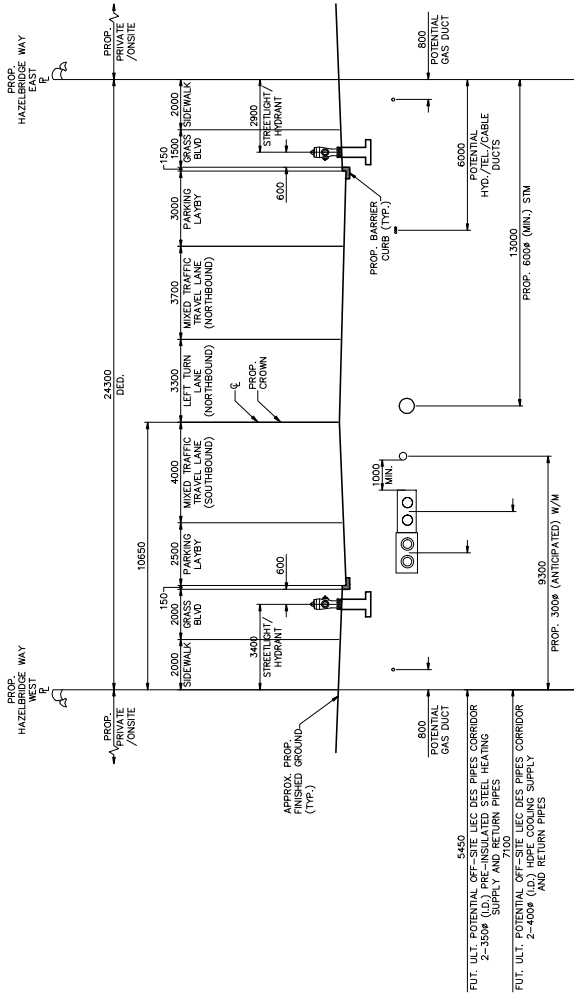 PROP.
HAZELBRIDGE WAY
WEST
PROP.
HAZELBRIDGE WAY
EAST
PROP.
PRIVATE
/ONSITE
24300
DED.
PROP.
PRIVATE
/ONSITE
10650
2000
SIDEWALK
2000
GRASS
BLVD
150
2500
PARKING
LAYBY
4000
MIXED TRAFFIC
TRAVEL LANE
(SOUTHBOUND)
3300
LEFT TURN
LANE
(NORTHBOUND)
3700
MIXED TRAFFIC
TRAVEL LANE
(NORTHBOUND)
3000
PARKING
LAYBY
150
1500
GRASS
BLVD
2000
SIDEWALK
3400
STREETLIGHT/
HYDRANT
600
PROP.
CROWN
600
2900
STREETLIGHT/
HYDRANT
APPROX. PROP.
FINISHED GROUND
(TYP.)
PROP. BARRIER
CURB (TYP.)
1000
MIN.
800
POTENTIAL
GAS DUCT
800
POTENTIAL
GAS DUCT
5450
FUT. ULT. POTENTIAL OFF-SITE LIEC DES PIPES CORRIDOR
2-350ø (I.D.) PRE-INSULATED STEEL HEATING
SUPPLY AND RETURN PIPES
7100
FUT. ULT. POTENTIAL OFF-SITE LIEC DES PIPES CORRIDOR
2-400ø (I.D.) HDPE COOLING SUPPLY
AND RETURN PIPES
9300
PROP. 300ø (ANTICIPATED) W/M
6000
POTENTIAL
HYD./TEL./CABLE
DUCTS
13000
PROP. 600ø (MIN.) STM